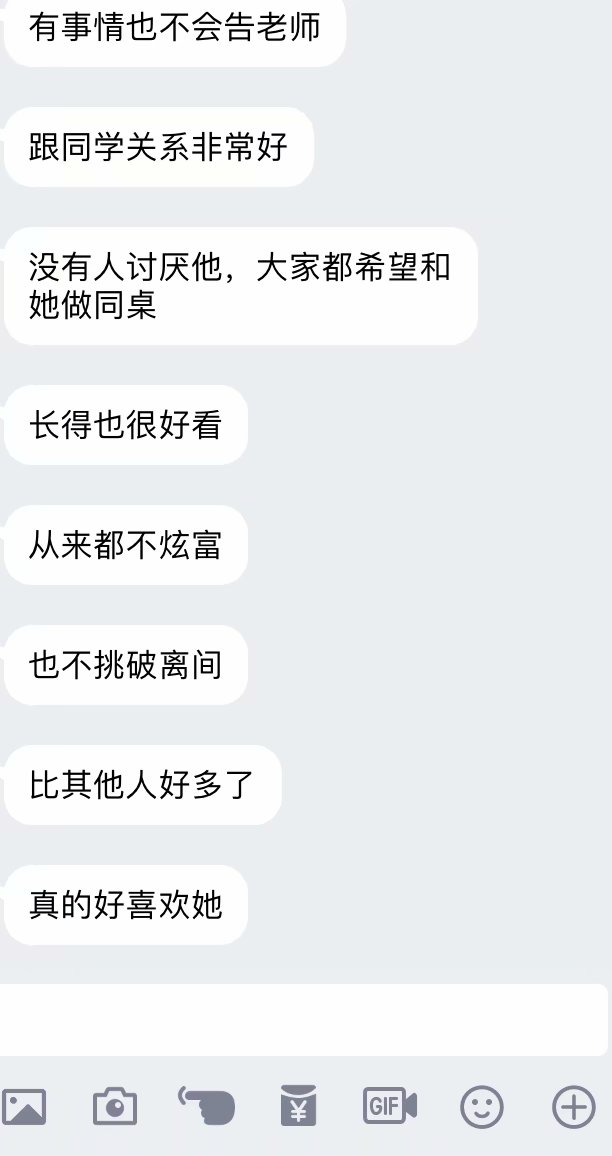 有事情也不会告老师
跟同学关系非常好
没有人讨厌他，大家都希望和
她做同桌
长得也很好看
从来都不炫富
也不挑破离间
比其他人好多了
真的好喜欢她
GIF